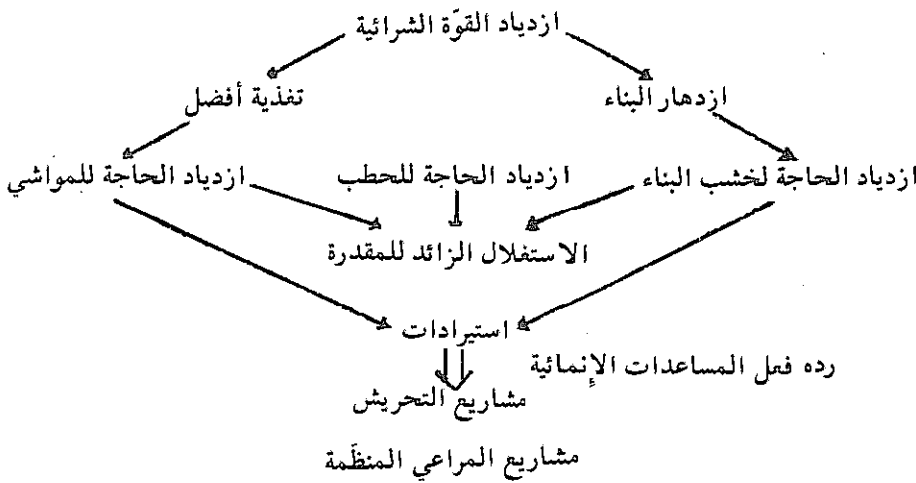 ازدياد القوّة الشرائية
ازدهار البناء
تغذية أفضل
ازدياد الحاجة لخشب البناء
ازدياد الحاجة للحطب
ازدياد الحاجة للمواشي
الاستغلال الزائد للمقدرة
استيرادات
رده فعل المساعدات الإنمائية
مشاريع التحريش
مشاريع المراعي المنظّمة